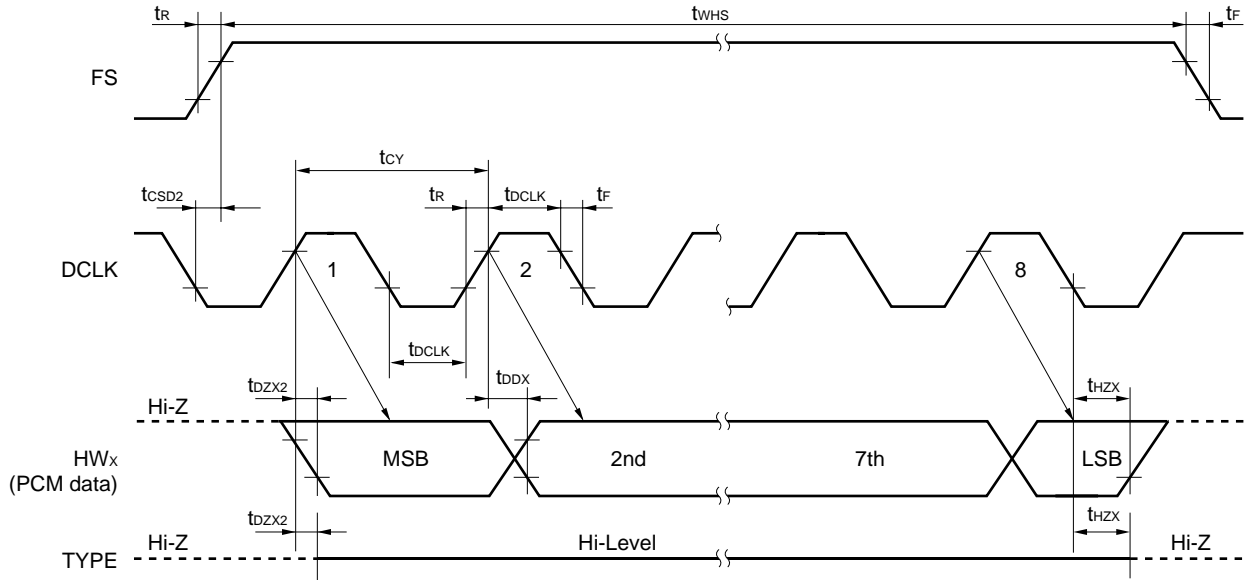 tR tWHS tF
FS
tCY
tCSD2 tR tDCLK tF
DCLK 1 2 8
tDCLK
tDZX2 tDDX tHZX
Hi-Z
HWX MSB 2nd 7th LSB
(PCM data)
tDZX2 tHZX
Hi-Z Hi-Level Hi-Z
TYPE